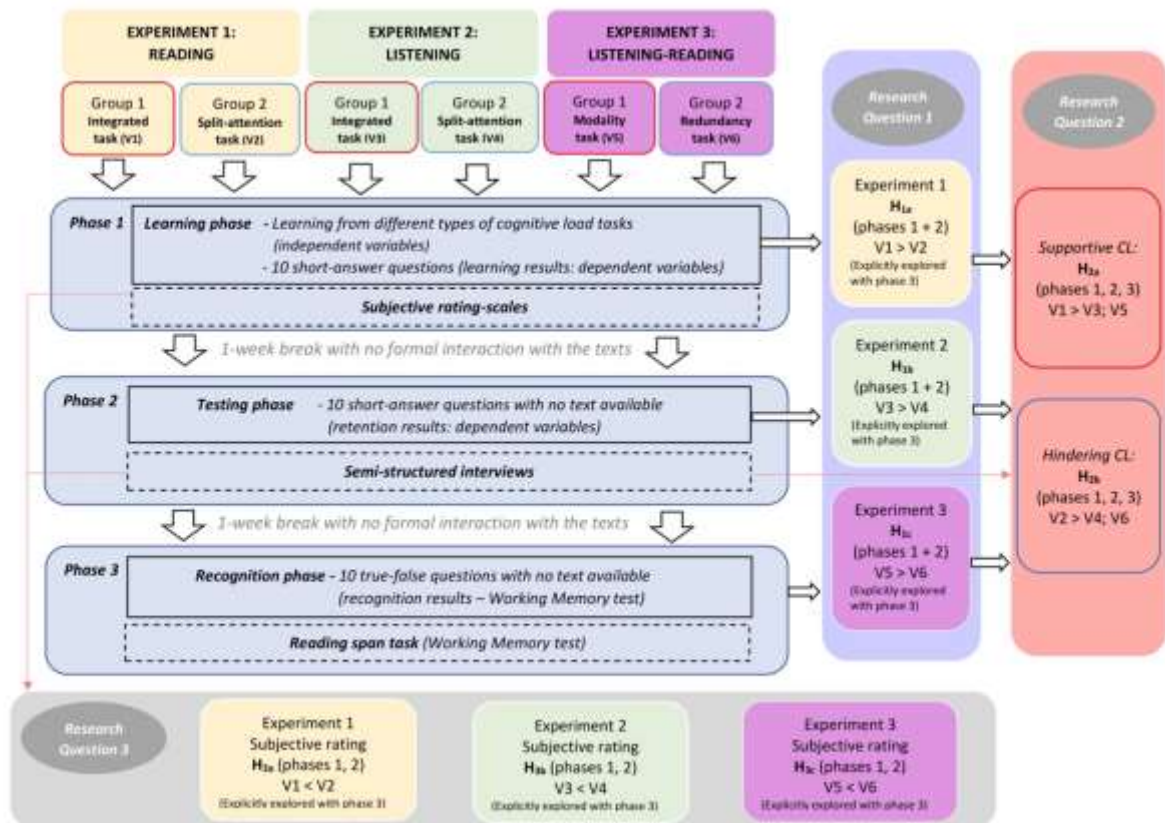 EXPERIMENT 1:
READING
EXPERIMENT 2:
LISTENING
EXPERIMENT 3:
LISTENING-READING
Group 1
Integrated
task (V1)
Group 2
Split-attention
task (V2)
Group 1
Integrated
task (V3)
Group 2
Split-attention
task (V4)
Group 1
Modality
task (V5)
Group 2
Redundancy
task (V6)
Phase 1
Learning phase - Learning from different types of cognitive load tasks
(independent variables)
- 10 short-answer questions (learning results: dependent variables)
Subjective rating-scales
1-week break with no formal interaction with the texts
Phase 2
Testing phase - 10 short-answer questions with no text available
(retention results: dependent variables)
Semi-structured interviews
1-week break with no formal interaction with the texts
Phase 3
Recognition phase - 10 true-false questions with no text available
(recognition results – Working Memory test)
Reading span task (Working Memory test)
Research
Question 1
Experiment 1
H1a
(phases 1 + 2)
V1 > V2
(Explicitly explored
with phase 3)
Experiment 2
H1b
(phases 1 + 2)
V3 > V4
(Explicitly explored
with phase 3)
Experiment 3
H1c
(phases 1 + 2)
V5 > V6
(Explicitly explored
with phase 3)
Research
Question 2
Supportive CL:
H2a
(phases 1, 2, 3)
V1 > V3; V5
Hindering CL:
H2b
(phases 1, 2, 3)
V2 > V4; V6
Research
Question 3
Experiment 1
Subjective rating
H3a (phases 1, 2)
V1 < V2
(Explicitly explored with phase 3)
Experiment 2
Subjective rating
H3b (phases 1, 2)
V3 < V4
(Explicitly explored with phase 3)
Experiment 3
Subjective rating
H3c (phases 1, 2)
V5 < V6
(Explicitly explored with phase 3)